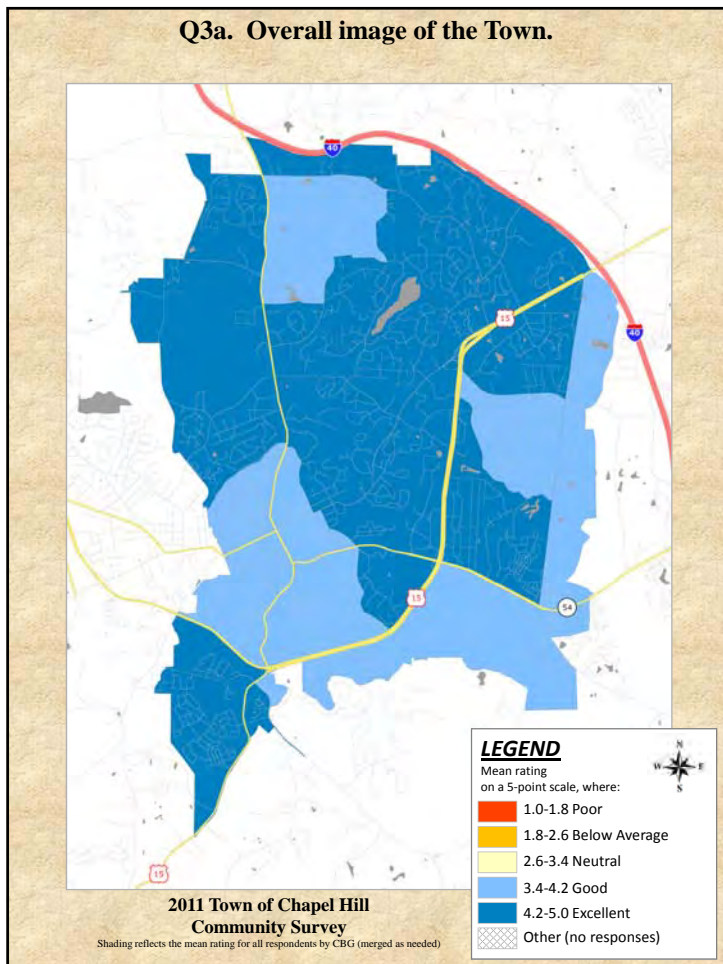 Q3a.  Overall image of the Town.
40
15
40
54
15
15
LEGEND
Mean rating
on a 5-point scale, where:
N
W E
S
1.0-1.8 Poor
1.8-2.6 Below Average
2.6-3.4 Neutral
3.4-4.2 Good
4.2-5.0 Excellent
Other (no responses)
2011 Town of Chapel Hill
Community Survey
Shading reflects the mean rating for all respondents by CBG (merged as needed)